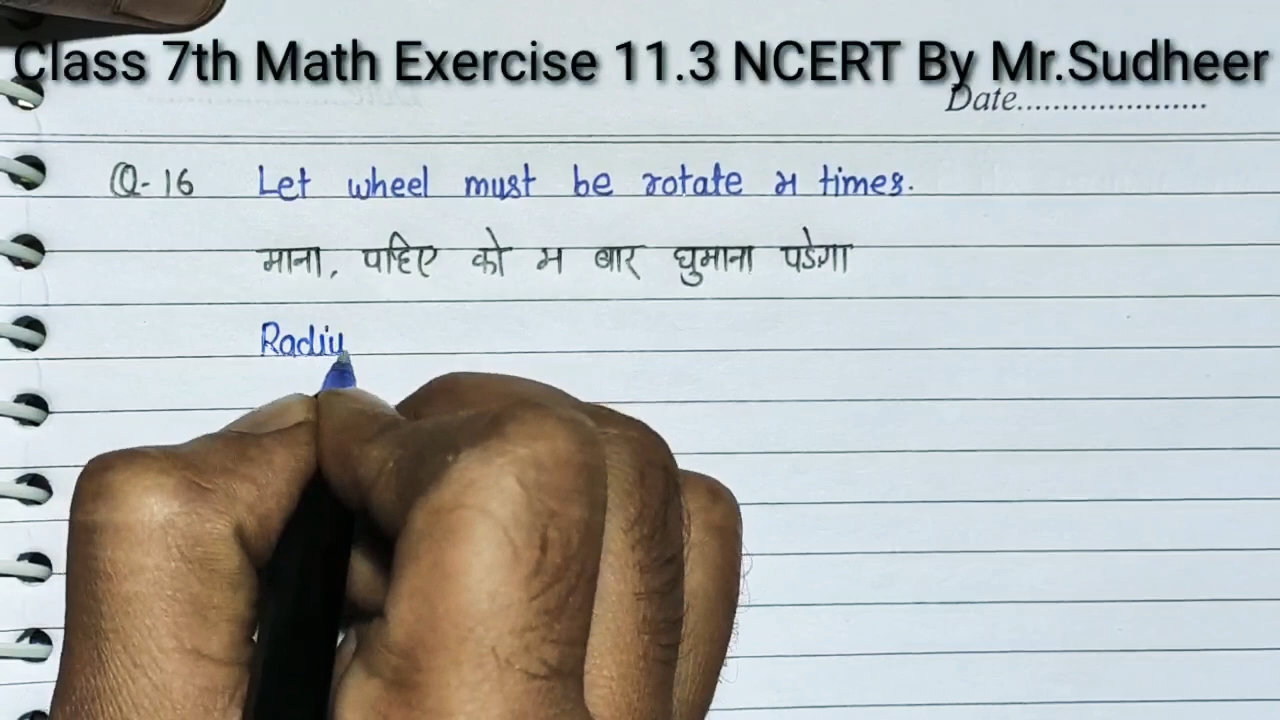 Class 7th Math Exercise 11.3 NCERT By Mr.Sudheer
Date.....................
Q-16 Let wheel must be rotate n times.
माना, पहिए को n बार घुमाना पडेगा
Radiu